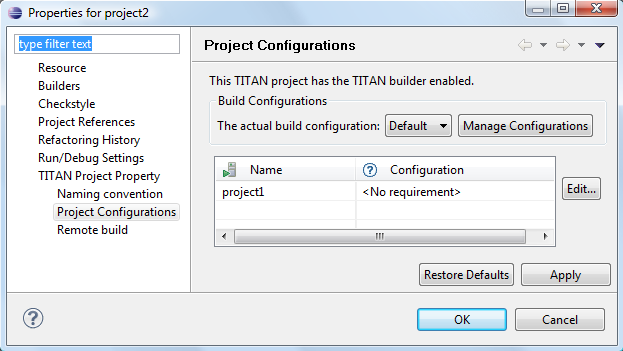 Properties for project2
type filter text
Resource
Builders
Checkstyle
Project References
Refactoring History
Run/Debug Settings
TITAN Project Property
Naming convention
Project Configurations
Remote build
Project Configurations
This TITAN project has the TITAN builder enabled.
Build Configurations
The actual build configuration: Default Manage Configurations
Name Configuration
project1 <No requirement>
Edit...
Restore Defaults Apply
OK Cancel